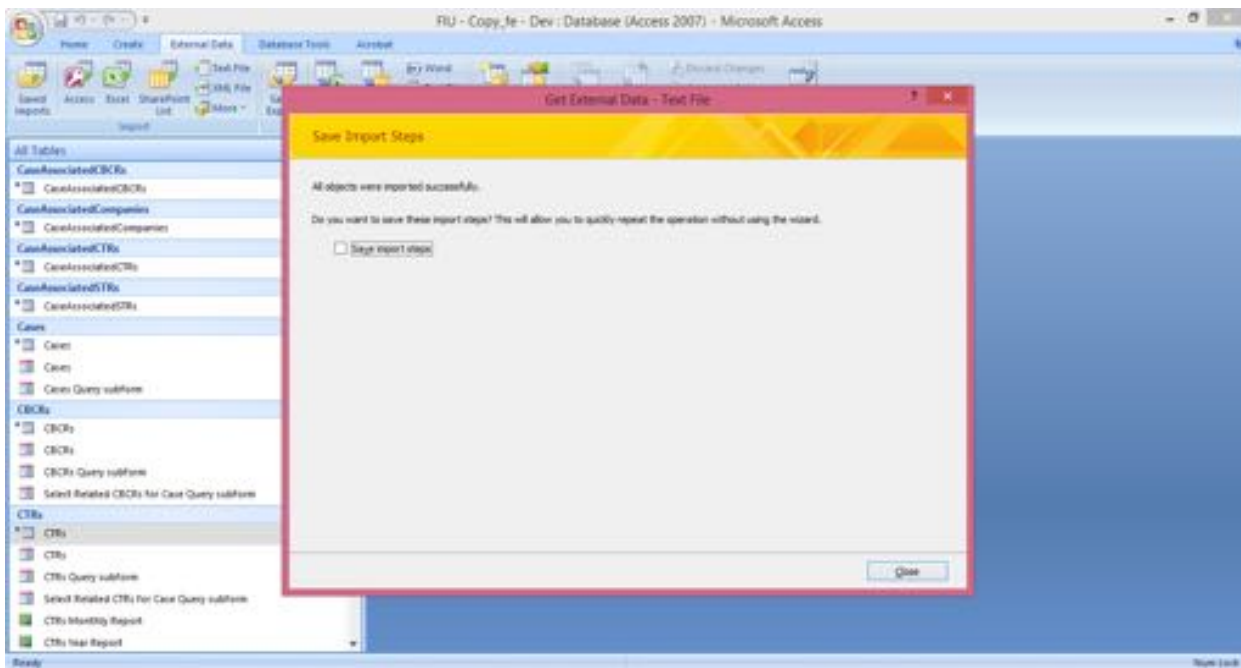 FIU - Copy_fe - Dev : Database (Access 2007) - Microsoft Access
Home Create External Data Database Tools Acrobat
Text File
XML File
More
Word
Discard Changes
Saved Imports
Access
Excel
SharePoint List
Import
Get External Data - Text File
Save Import Steps
All objects were imported successfully.
Do you want to save these import steps? This will allow you to quickly repeat the operation without using the wizard.
Save import steps
Close
All Tables
CaseAssociatedCBCRs
CaseAssociatedCBCRs
CaseAssociatedCompanies
CaseAssociatedCompanies
CaseAssociatedCTRs
CaseAssociatedCTRs
CaseAssociatedSTRs
CaseAssociatedSTRs
Cases
Cases
Cases
Cases Query subform
CBCRs
CBCRs
CBCRs
CBCRs Query subform
Select Related CBCRs for Case Query subform
CTRs
CTRs
CTRs
CTRs Query subform
Select Related CTRs for Case Query subform
CTRs Monthly Report
CTRs Year Report
Ready
Num Lock